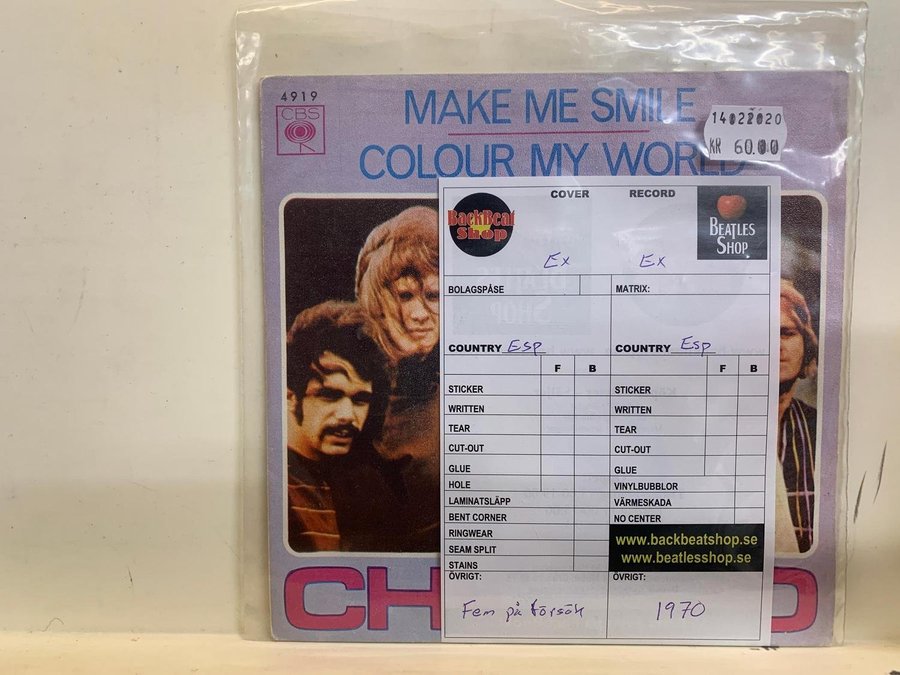 4919
CBS
MAKE ME SMILE
COLOUR MY WORLD
14022020
KR 60.00
COVER RECORD
BackBeat
Shop
BEATLES
SHOP
Ex Ex
BOLAGSPÅSE MATRIX:
COUNTRY Esp COUNTRY Esp
F B F B
STICKER STICKER
WRITTEN WRITTEN
TEAR TEAR
CUT-OUT CUT-OUT
GLUE GLUE
HOLE VINYLBUBBLOR
LAMINATSLÄPP VÄRMESKADA
BENT CORNER NO CENTER
RINGWEAR
SEAM SPLIT
STAINS
www.backbeatshop.se
www.beatlesshop.se
ÖVRIGT: ÖVRIGT:
Fem på försök 1970
CH O